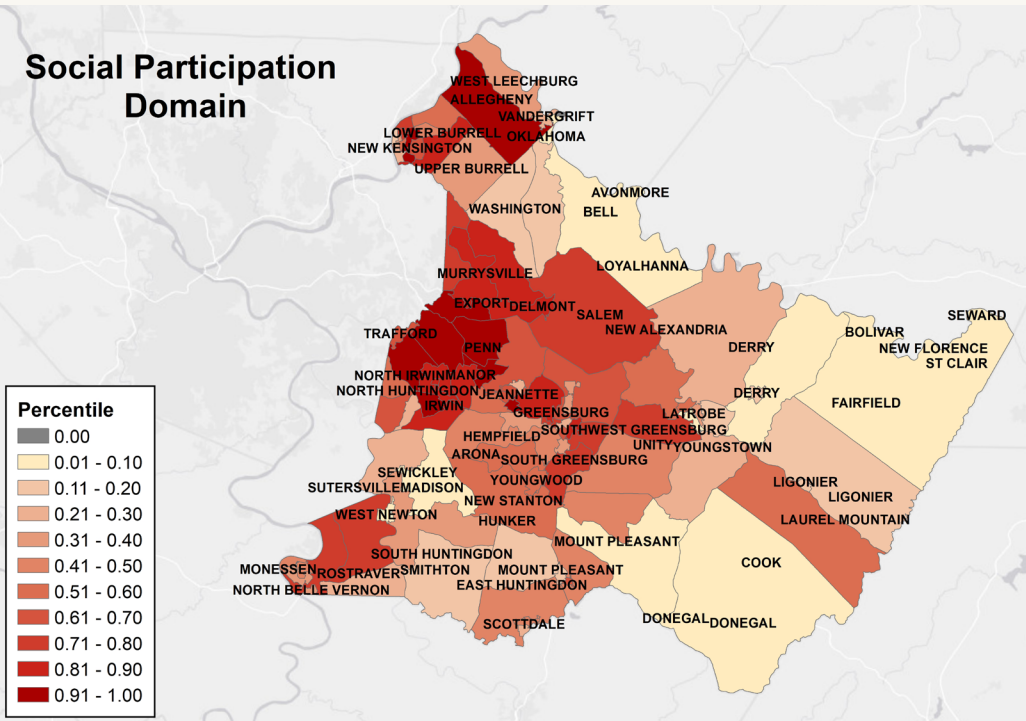 Social Participation
Domain
WEST LEECHBURG
ALLEGHENY
VANDERGRIFT
LOWER BURRELL
OKLAHOMA
NEW KENSINGTON
UPPER BURRELL
AVONMORE
WASHINGTON
BELL
LOYALHANNA
MURRYSVILLE
EXPORT
DELMONT
SALEM
SEWARD
TRAFFORD
NEW ALEXANDRIA
BOLIVAR
PENN
DERRY
NEW FLORENCE
ST CLAIR
NORTH IRWIN
MANOR
NORTH HUNTINGDON
JEANNETTE
DERRY
IRWIN
GREENSBURG
LATROBE
FAIRFIELD
SOUTHWEST GREENSBURG
HEMPFIELD
UNITY
YOUNGSTOWN
ARONA
SOUTH GREENSBURG
SEWICKLEY
YOUNGWOOD
LIGONIER
SUTERSVILLE
MADISON
LIGONIER
NEW STANTON
WEST NEWTON
HUNKER
LAUREL MOUNTAIN
MOUNT PLEASANT
SOUTH HUNTINGDON
COOK
MONESSEN
ROSTRAVER
SMITHTON
MOUNT PLEASANT
EAST HUNTINGDON
NORTH BELLE VERNON
DONEGAL
DONEGAL
SCOTTDALE
Percentile
0.00
0.01 - 0.10
0.11 - 0.20
0.21 - 0.30
0.31 - 0.40
0.41 - 0.50
0.51 - 0.60
0.61 - 0.70
0.71 - 0.80
0.81 - 0.90
0.91 - 1.00